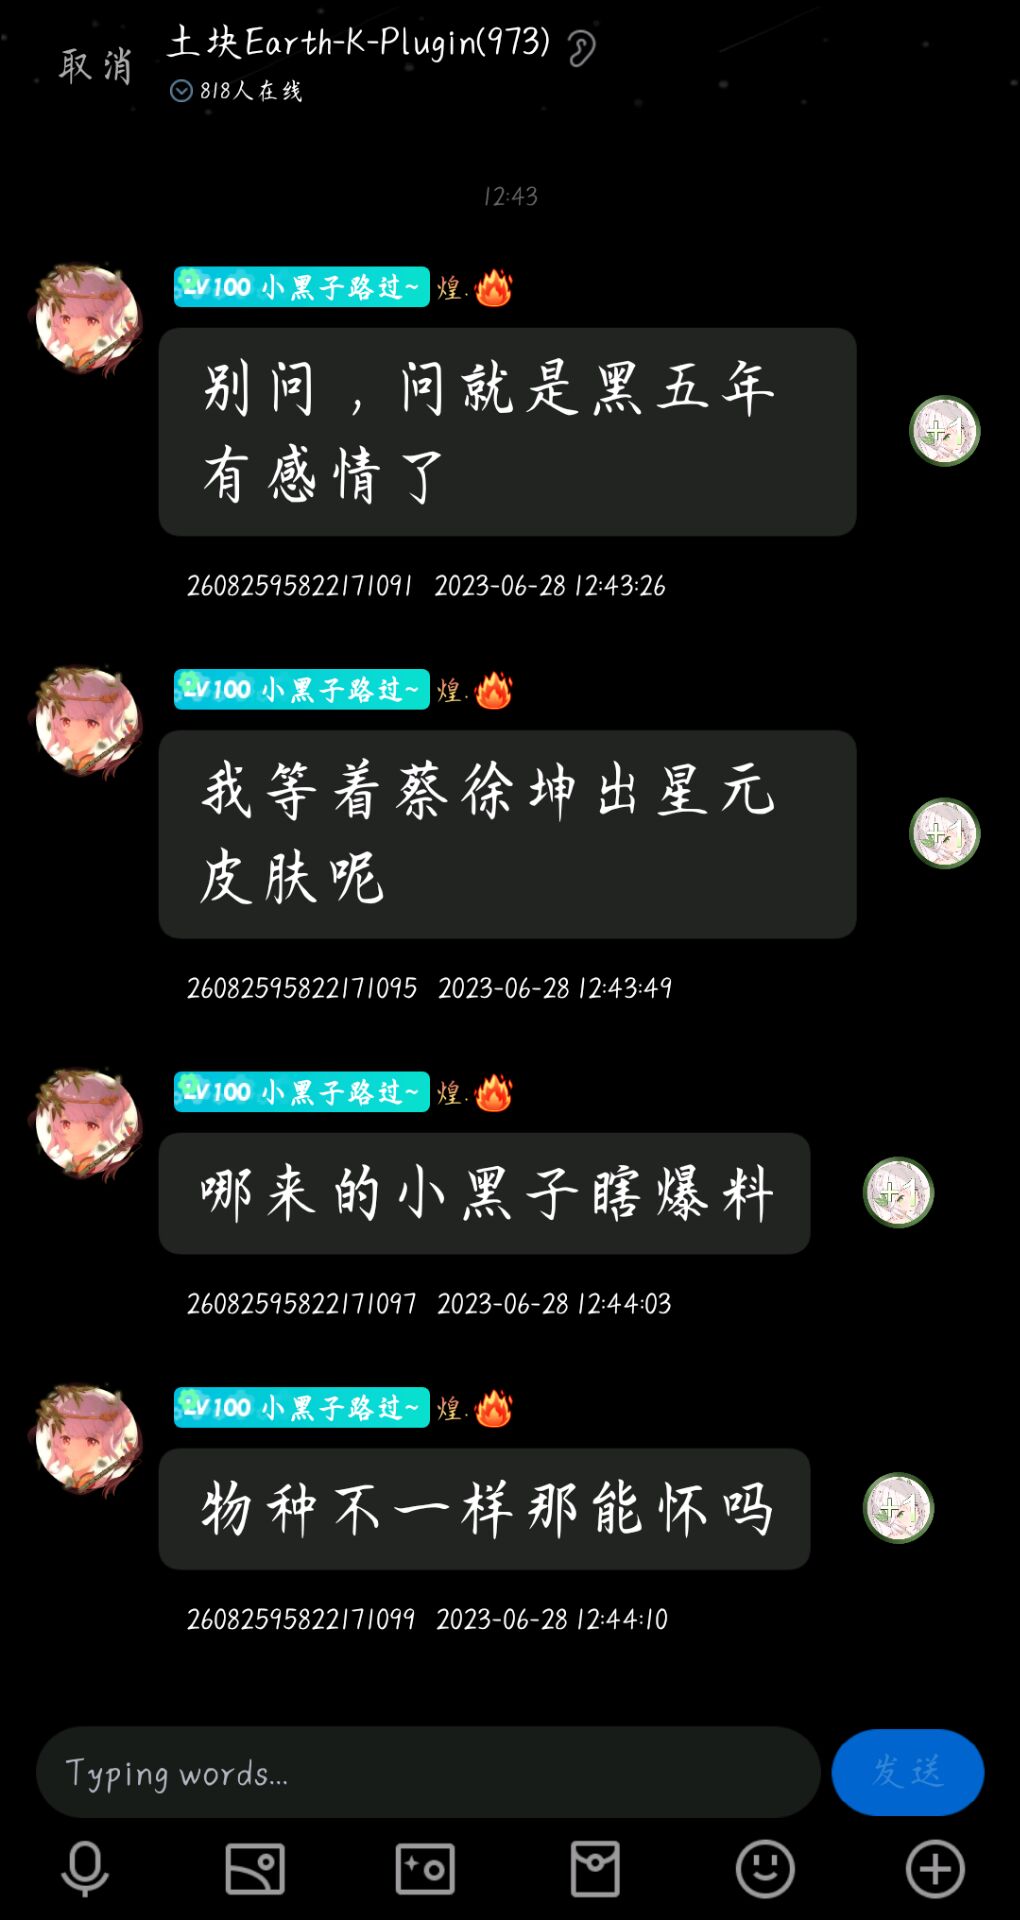 取消
土块Earth-K-Plugin(973)
818人在线
12:43
LV100 小黑子路过~ 煌.
别问，问就是黑五年
有感情了
+1
26082595822171091 2023-06-28 12:43:26
LV100 小黑子路过~ 煌.
我等着蔡徐坤出星元
皮肤呢
+1
26082595822171095 2023-06-28 12:43:49
LV100 小黑子路过~ 煌.
哪来的小黑子瞎爆料
+1
26082595822171097 2023-06-28 12:44:03
LV100 小黑子路过~ 煌.
物种不一样那能怀吗
+1
26082595822171099 2023-06-28 12:44:10
Typing words...
发送